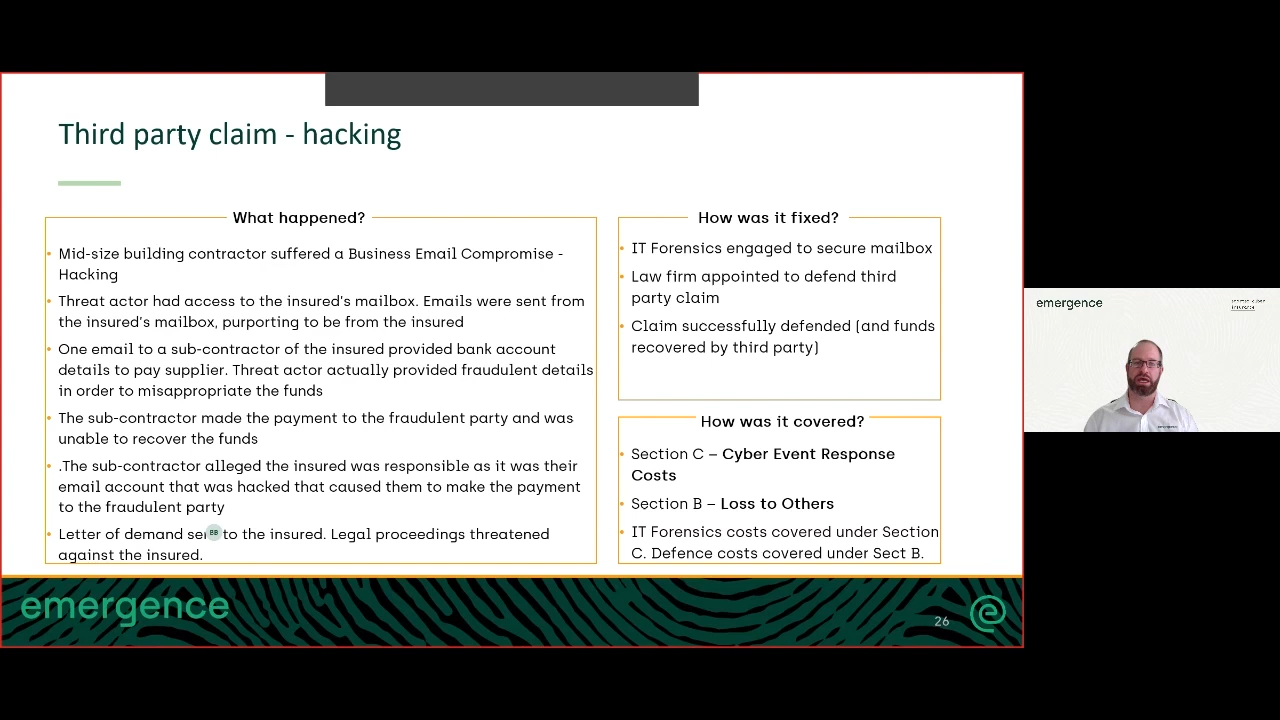 Third party claim - hacking
What happened?
• Mid-size building contractor suffered a Business Email Compromise -
Hacking
• Threat actor had access to the insured's mailbox. Emails were sent from
the insured's mailbox, purporting to be from the insured
• One email to a sub-contractor of the insured provided bank account
details to pay supplier. Threat actor actually provided fraudulent details
in order to misappropriate the funds
• The sub-contractor made the payment to the fraudulent party and was
unable to recover the funds
• .The sub-contractor alleged the insured was responsible as it was their
email account that was hacked that caused them to make the payment
to the fraudulent party
• Letter of demand to the insured. Legal proceedings threatened
against the insured.
BB
How was it fixed?
• IT Forensics engaged to secure mailbox
• Law firm appointed to defend third
party claim
• Claim successfully defended (and funds
recovered by third party)
How was it covered?
• Section C – Cyber Event Response
Costs
• Section B – Loss to Others
• IT Forensics costs covered under Section
C. Defence costs covered under Sect B.
emergence
26
emergence